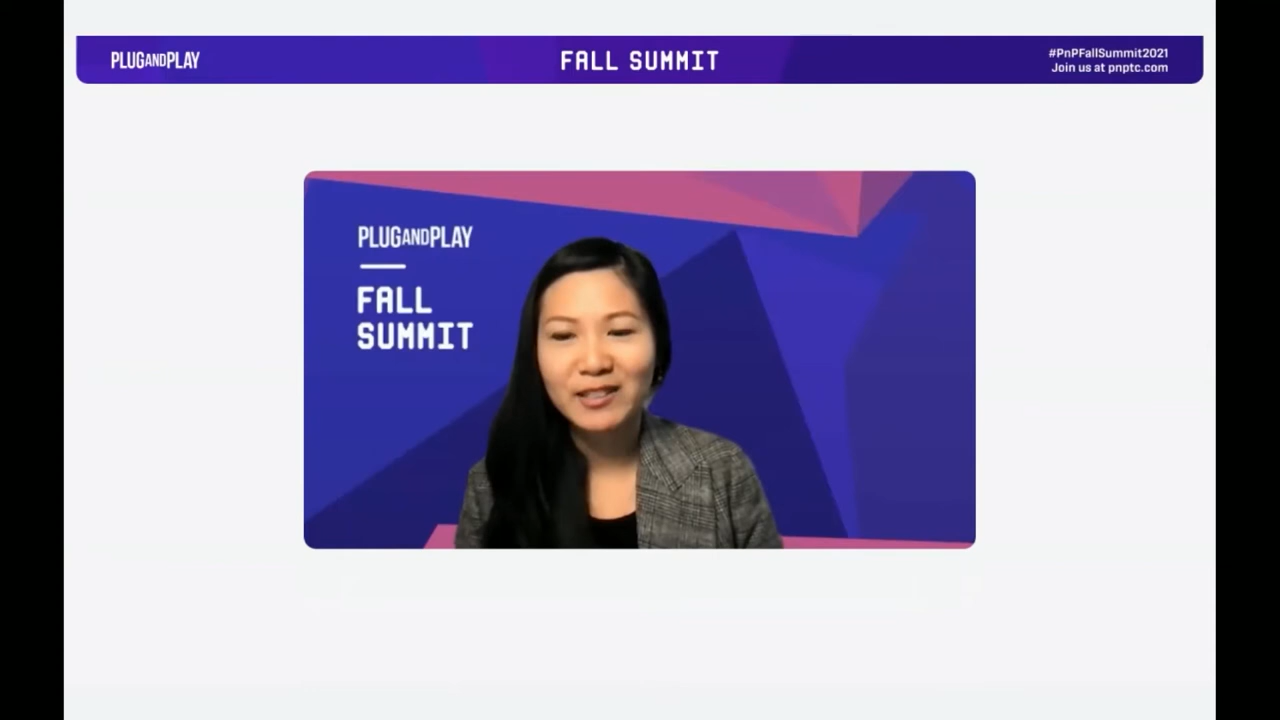 PLUGANDPLAY
FALL SUMMIT
#PnPFallSummit2021
Join us at pnptc.com
PLUGANDPLAY
FALL
SUMMIT